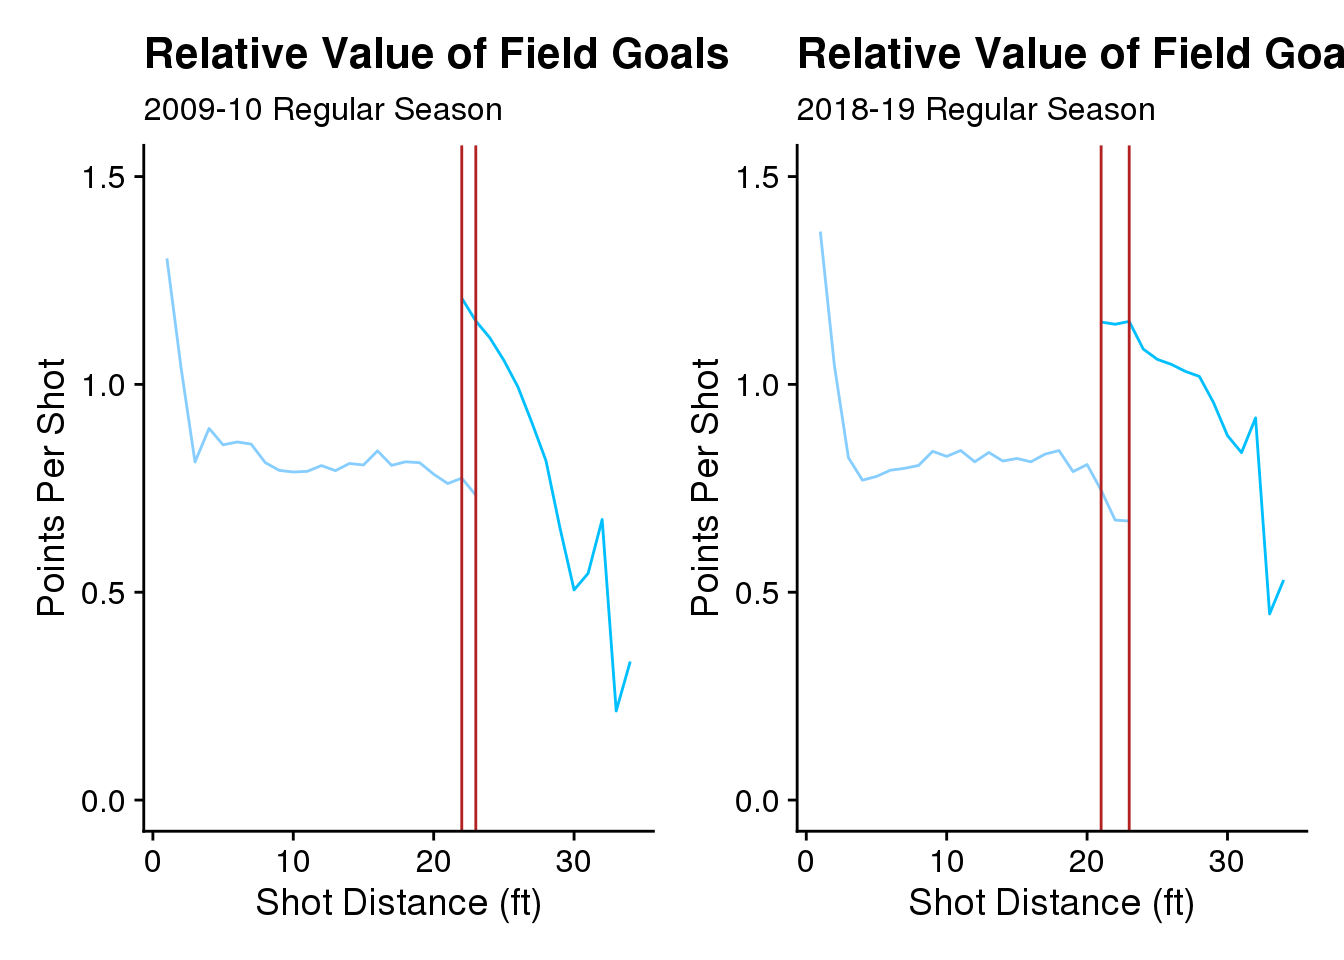 Relative Value of Field Goals
2009-10 Regular Season
1.5
1.0
0.5
0.0
Points Per Shot
0
10
20
30
Shot Distance (ft)
Relative Value of Field Goa
2018-19 Regular Season
1.5
1.0
0.5
0.0
Points Per Shot
0
10
20
30
Shot Distance (ft)